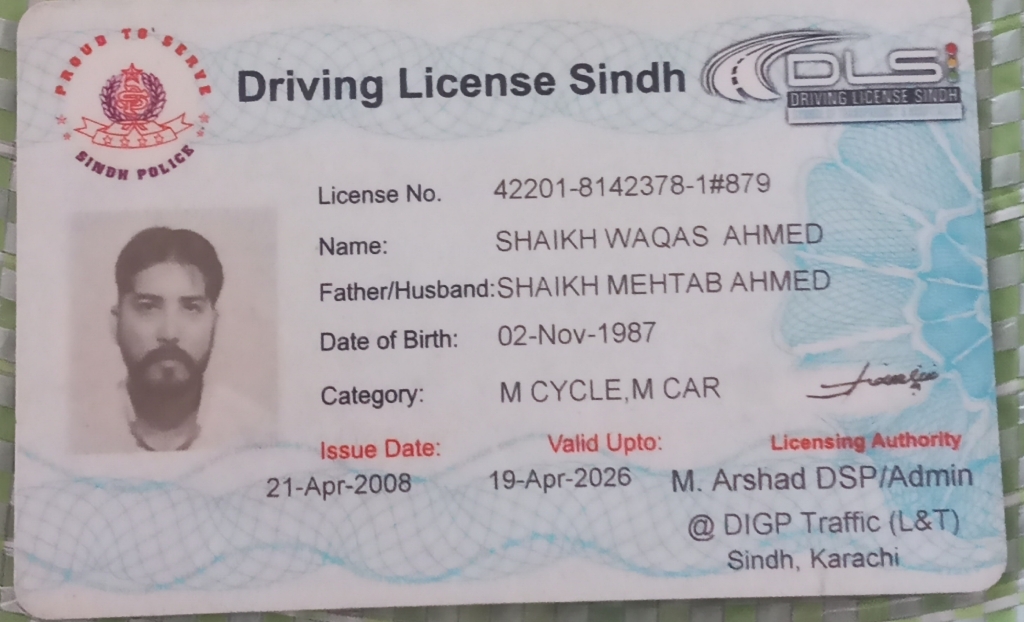 PROUD TO SERVE
SINDH POLICE
Driving License Sindh
DLS
DRIVING LICENSE SINDH
License No. 42201-8142378-1#879
Name: SHAIKH WAQAS AHMED
Father/Husband: SHAIKH MEHTAB AHMED
Date of Birth: 02-Nov-1987
Category: M CYCLE,M CAR
Issue Date: Valid Upto: Licensing Authority
21-Apr-2008 19-Apr-2026 M. Arshad DSP/Admin
@ DIGP Traffic (L&T)
Sindh, Karachi